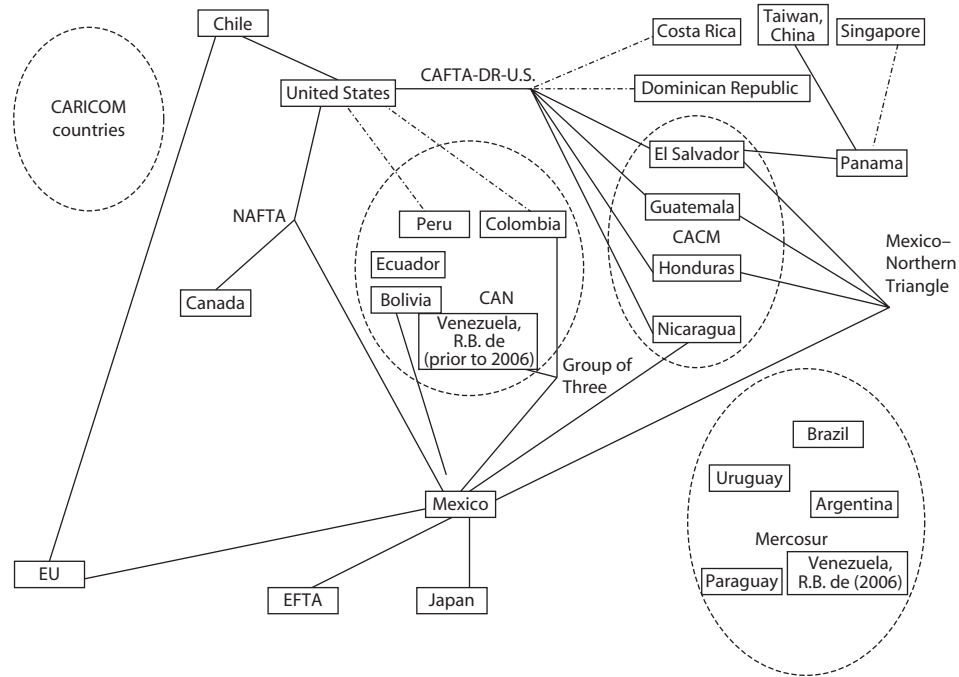 Chile
Costa Rica
Taiwan,
China
Singapore
CAFTA-DR-U.S.
United States
Dominican Republic
CARICOM
countries
El Salvador
Panama
Guatemala
NAFTA
Peru
Colombia
CACM
Mexico–
Northern
Triangle
Ecuador
Honduras
Canada
Bolivia
CAN
Venezuela,
R.B. de
(prior to 2006)
Nicaragua
Group of
Three
Brazil
Uruguay
Mexico
Argentina
Mercosur
EU
Paraguay
Venezuela,
R.B. de (2006)
EFTA
Japan